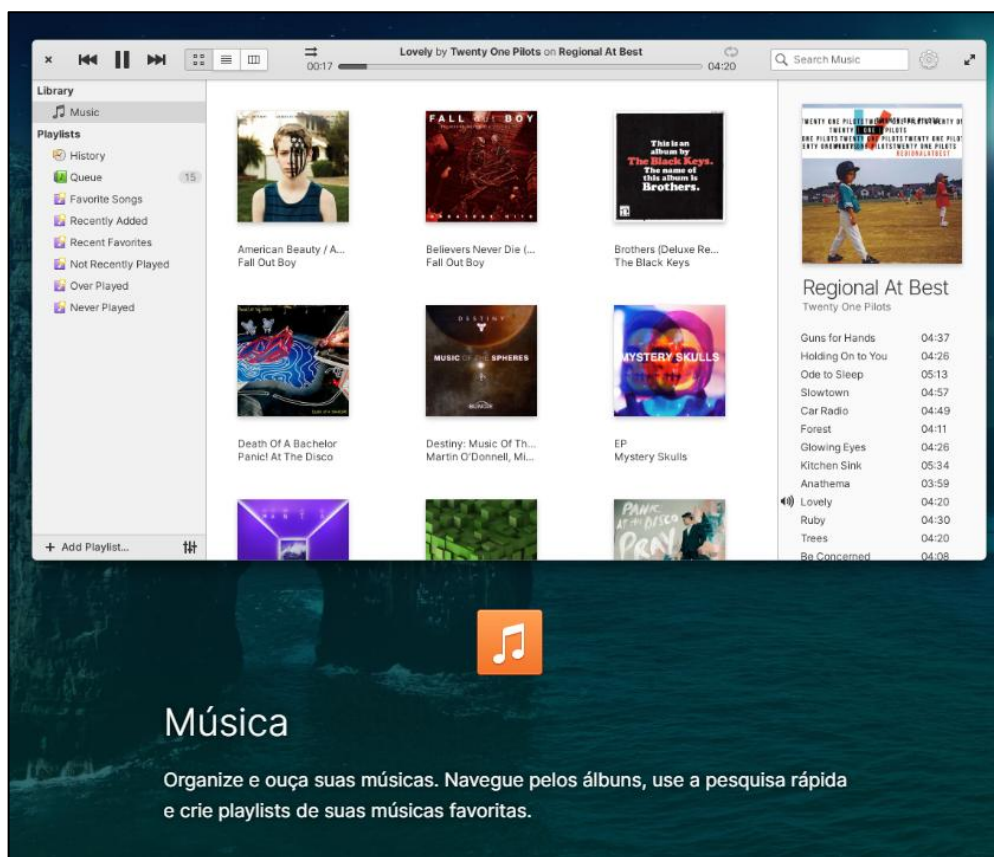 Lovely by Twenty One Pilots on Regional At Best
00:17
04:20
Search Music
Library
Music
Playlists
History
Queue 15
Favorite Songs
Recently Added
Recent Favorites
Not Recently Played
Over Played
Never Played
+ Add Playlist...
American Beauty / A...
Fall Out Boy
FALL OUT BOY
GREATEST HITS
Believers Never Die (...
Fall Out Boy
This is an
album by
The Black Keys.
The name of
this album is
Brothers.
Brothers (Deluxe Re...
The Black Keys
Death Of A Bachelor
Panic! At The Disco
DESTINY
MUSIC OF THE SPHERES
BUNGIE
Destiny: Music Of Th...
Martin O'Donnell, Mi...
MYSTERY SKULLS
EP
Mystery Skulls
PANIC
AT THE DISCO
PRAY
REGIONALATBEST
Regional At Best
Twenty One Pilots
Guns for Hands 04:37
Holding On to You 04:26
Ode to Sleep 05:13
Slowtown 04:57
Car Radio 04:49
Forest 04:11
Glowing Eyes 04:26
Kitchen Sink 05:34
Anathema 03:59
Lovely 04:20
Ruby 04:30
Trees 04:20
Be Concerned 04:08
Música
Organize e ouça suas músicas. Navegue pelos álbuns, use a pesquisa rápida
e crie playlists de suas músicas favoritas.